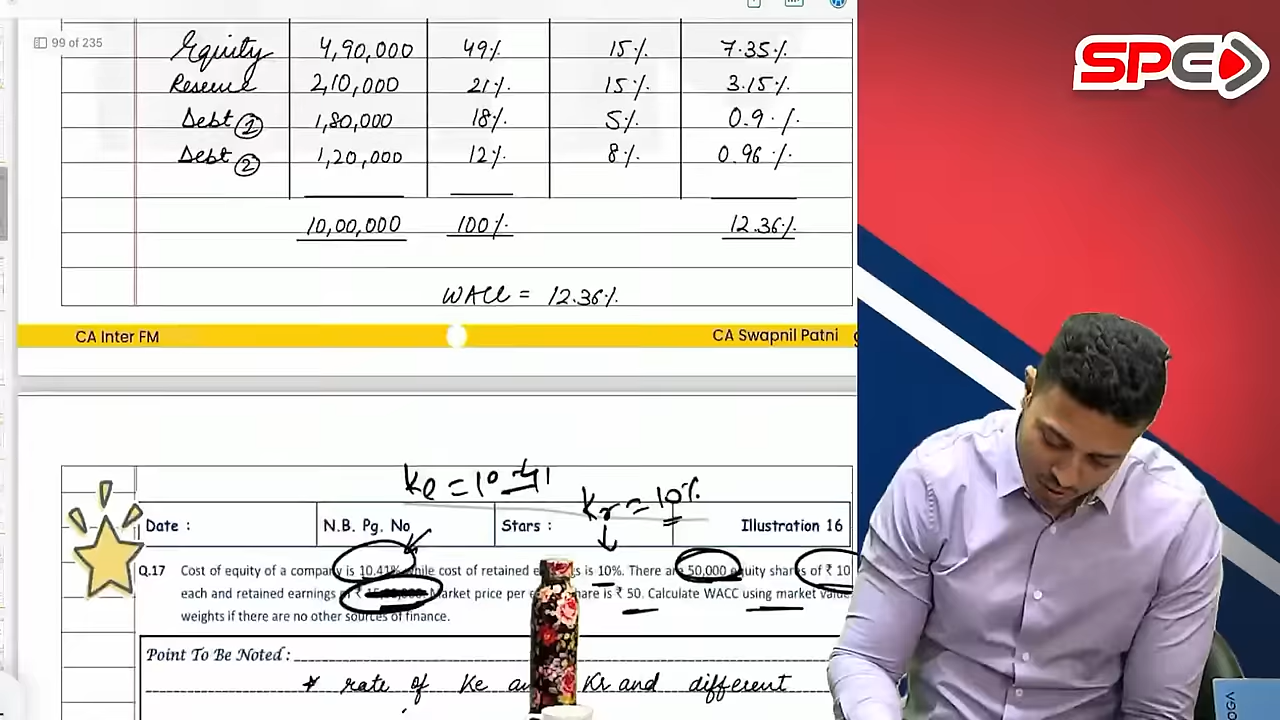 99 of 235
SPC
Equity 4,90,000 49% 15% 7.35%
Reserve 2,10,000 21% 15% 3.15%
Debt ① 1,80,000 18% 5% 0.9%
Debt ② 1,20,000 12% 8% 0.96%
10,00,000 100% 12.36%
WACC = 12.36%
CA Inter FM CA Swapnil Patni
Ke = 10.41
Kr = 10%
Date : N.B. Pg. No Stars : Illustration 16
Q.17 Cost of equity of a company is 10.41% while cost of retained is 10%. There are 50,000 equity shares of ₹ 10
each and retained earnings ₹ Market price per share is ₹ 50. Calculate WACC using market value
weights if there are no other sources of finance.
Point To Be Noted :
* rate of Ke Kr and different